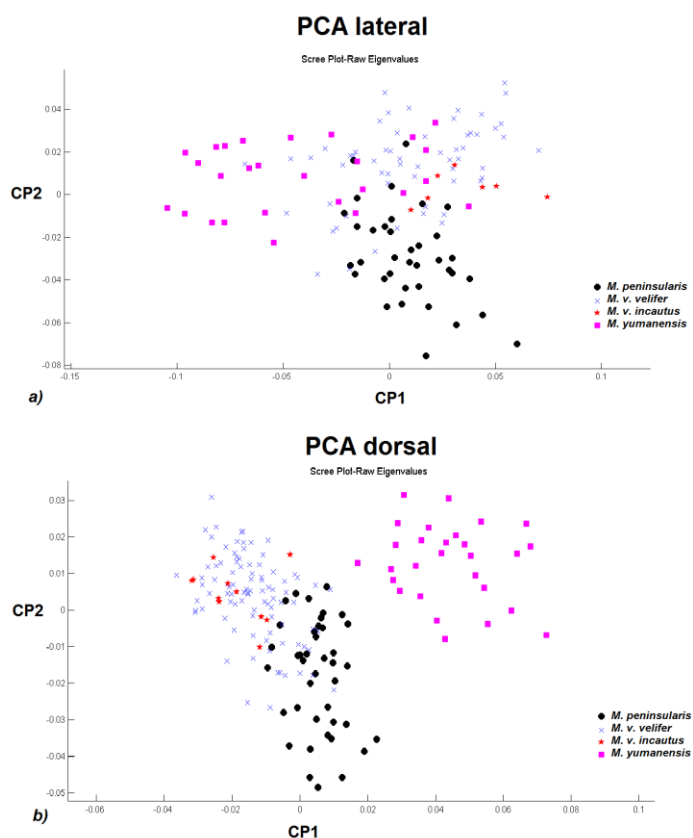 PCA lateral
Scree Plot-Raw Eigenvalues
0.04
0.02
CP2
0
-0.02
-0.04
-0.06
-0.08
-0.15
-0.1
-0.05
0
0.05
0.1
M. peninsularis
M. v. velifer
M. v. incautus
M. yumanensis
a)
CP1
PCA dorsal
Scree Plot-Raw Eigenvalues
0.03
0.02
0.01
CP2
0
-0.01
-0.02
-0.03
-0.04
-0.05
-0.06
-0.04
-0.02
0
0.02
0.04
0.06
0.08
0.1
M. peninsularis
M. v. velifer
M. v. incautus
M. yumanensis
b)
CP1